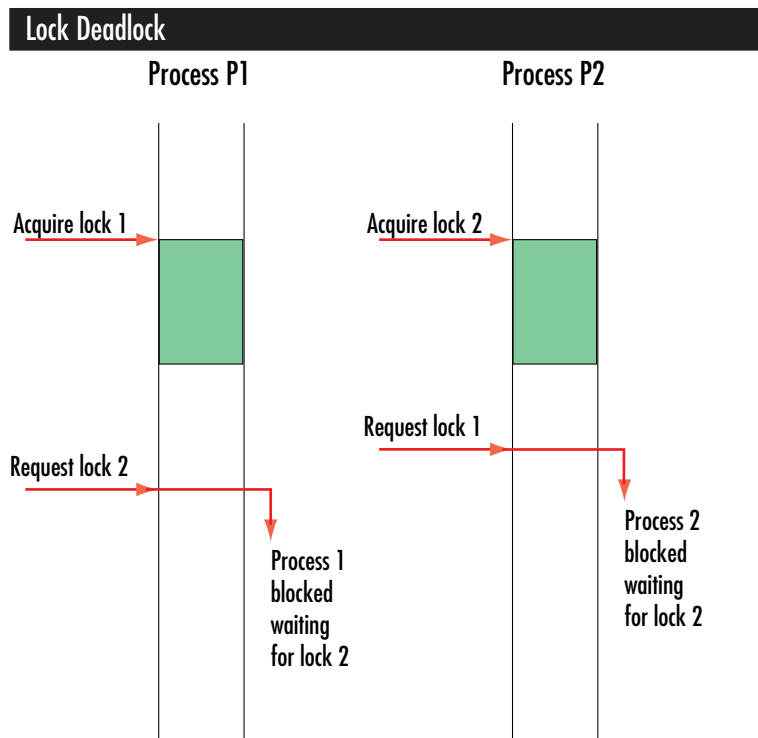 Lock Deadlock
Process P1
Process P2
Acquire lock 1
Acquire lock 2
Request lock 1
Request lock 2
Process 2
blocked
waiting
for lock 2
Process 1
blocked
waiting
for lock 2